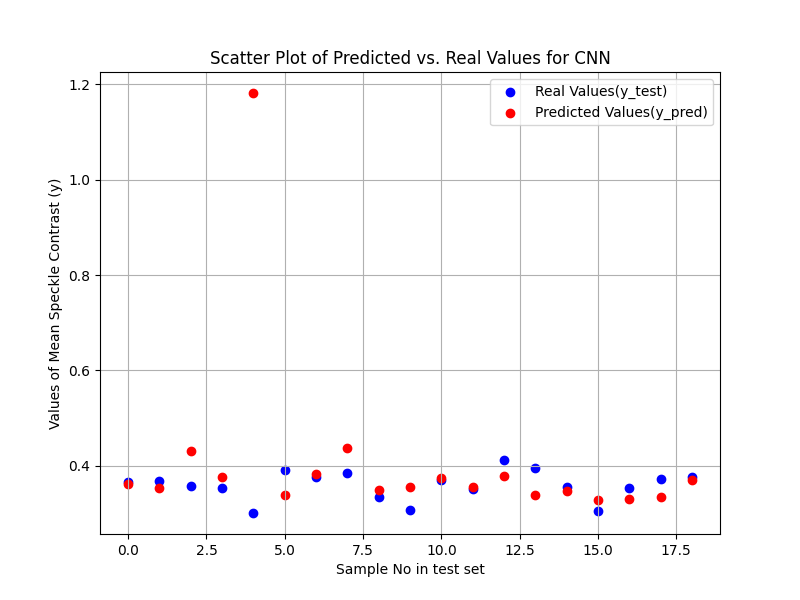 Scatter Plot of Predicted vs. Real Values for CNN
Real Values(y_test)
Predicted Values(y_pred)
Values of Mean Speckle Contrast (y)
1.2
1.0
0.8
0.6
0.4
0.0 2.5 5.0 7.5 10.0 12.5 15.0 17.5
Sample No in test set